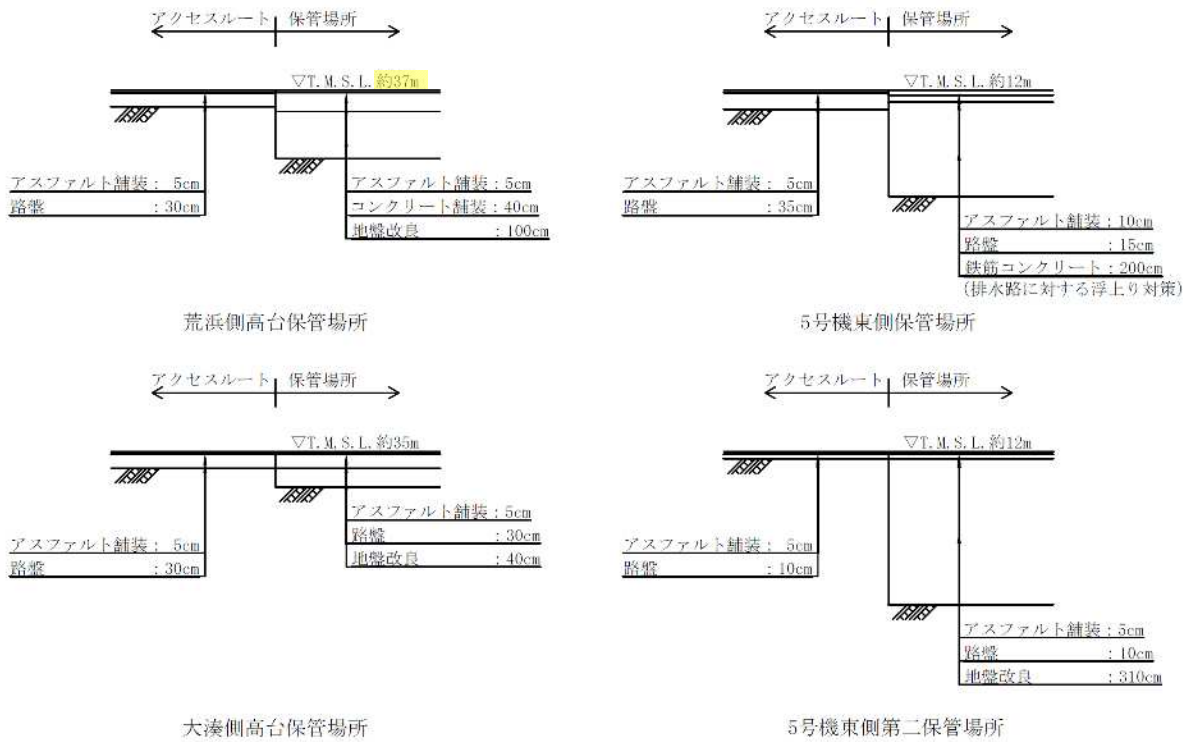 アクセスルート 保管場所
▽T.M.S.L.約37m
アスファルト舗装: 5cm
路盤 :30cm
アスファルト舗装:5cm
コンクリート舗装:40cm
地盤改良 :100cm
荒浜側高台保管場所
アクセスルート 保管場所
▽T.M.S.L.約12m
アスファルト舗装: 5cm
路盤 :35cm
アスファルト舗装:10cm
路盤 :15cm
鉄筋コンクリート:200cm
(排水路に対する浮上り対策)
5号機東側保管場所
アクセスルート 保管場所
▽T.M.S.L.約35m
アスファルト舗装: 5cm
路盤 :30cm
アスファルト舗装:5cm
路盤 :30cm
地盤改良 :40cm
大湊側高台保管場所
アクセスルート 保管場所
▽T.M.S.L.約12m
アスファルト舗装: 5cm
路盤 :10cm
アスファルト舗装:5cm
路盤 :10cm
地盤改良 :310cm
5号機東側第二保管場所